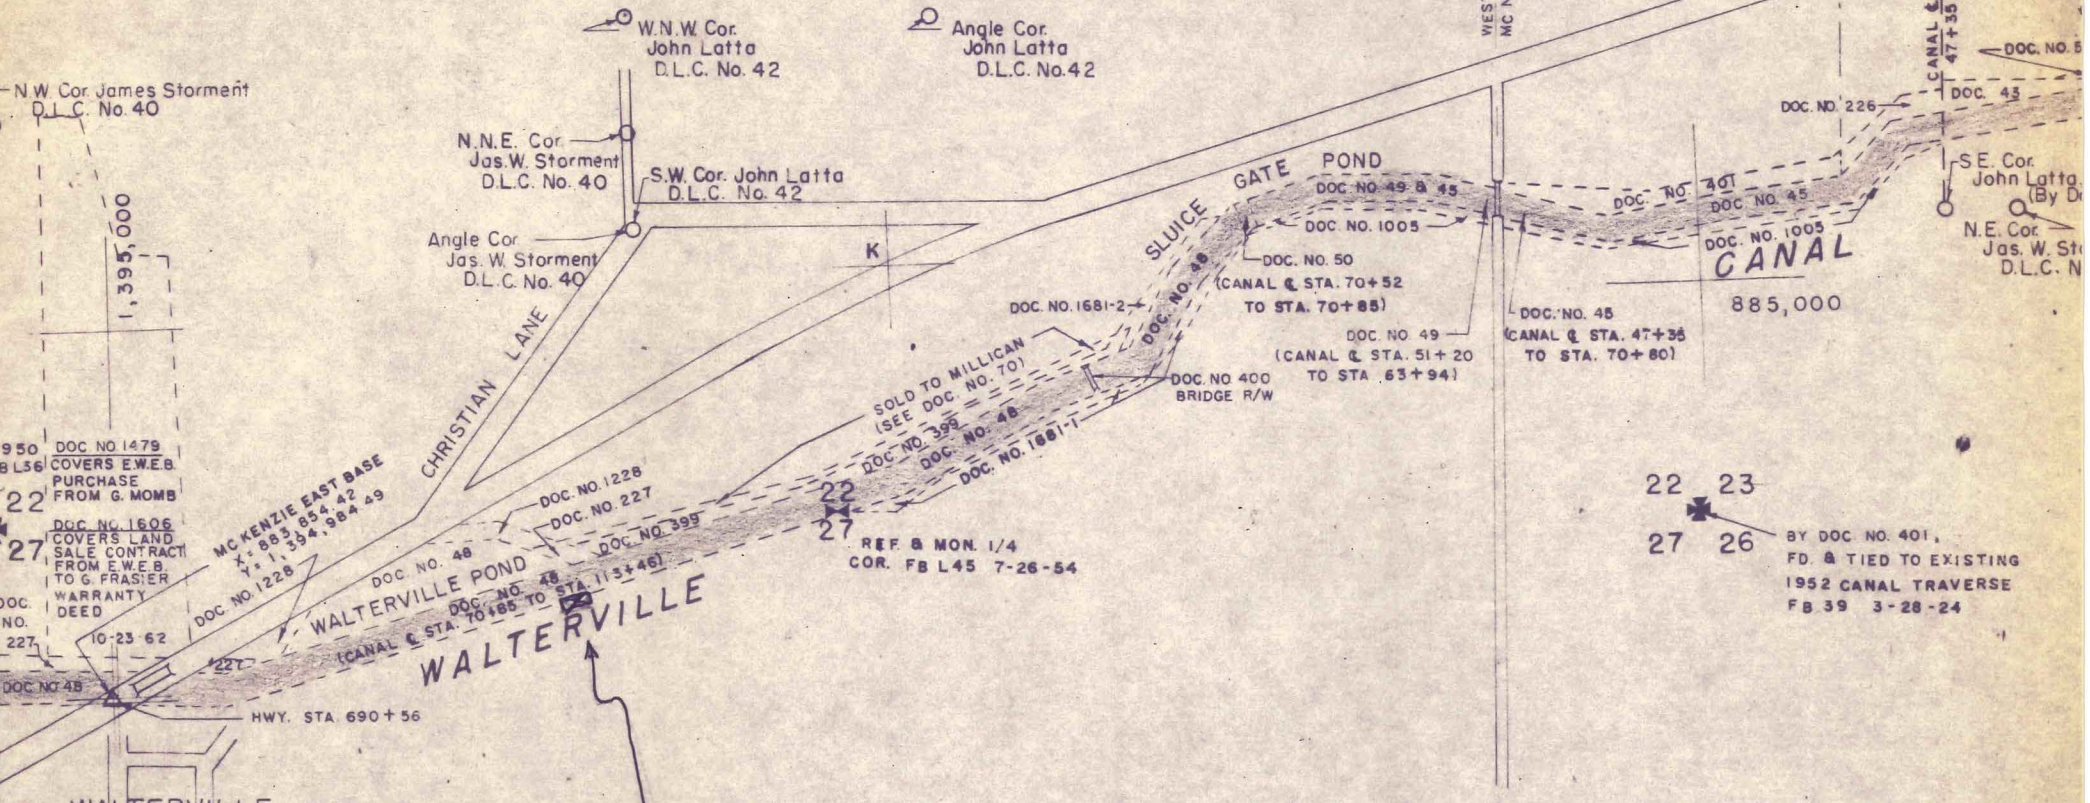 W.N.W. Cor.
John Latta
D.L.C. No. 42
Angle Cor.
John Latta
D.L.C. No. 42
WES
MC N
CANAL ℄
47+35
DOC. NO. 5
N.W. Cor. James Storment
D.L.C. No. 40
DOC. NO. 226
DOC. 43
N.N.E. Cor.
Jas. W. Storment
D.L.C. No. 40
S.W. Cor. John Latta
D.L.C. No. 42
SLUICE GATE POND
DOC NO. 49 & 45
DOC. NO. 401
DOC NO. 45
S.E. Cor.
John Latta
(By D
1,395,000
Angle Cor
Jas. W. Storment
D.L.C. No. 40
K
DOC. NO. 1005
DOC. NO. 1005
CANAL
885,000
N.E. Cor.
Jas. W. St
D.L.C. N
DOC. NO. 50
(CANAL ℄ STA. 70+52
TO STA. 70+85)
DOC. NO. 48
DOC. NO. 1681-2
DOC. NO. 49
(CANAL ℄ STA. 51+20
TO STA. 63+94)
DOC. NO. 45
(CANAL ℄ STA. 47+35
TO STA. 70+80)
CHRISTIAN LANE
SOLD TO MILLICAN
(SEE DOC. NO. 70)
DOC. NO. 400
BRIDGE R/W
DOC NO. 399
DOC. NO. 48
DOC. NO. 1681-1
950
BL36
22
27
DOC NO. 1479
COVERS E.W.E.B.
PURCHASE
FROM G. MOMB
DOC. NO. 1606
COVERS LAND
SALE CONTRACT
FROM E.W.E.B.
TO G. FRASIER
WARRANTY
DEED
10-23 62
MC KENZIE EAST BASE
X = 883,854.42
Y = 1,394,984.49
DOC NO. 1228
DOC. NO. 1228
DOC. NO. 227
DOC. NO. 399
22
27
REF. & MON. 1/4
COR. FB L45 7-26-54
22 23
27 26
BY DOC NO. 401,
FD. & TIED TO EXISTING
1952 CANAL TRAVERSE
FB 39 3-28-24
DOC. NO. 48
WALTERVILLE POND
DOC. NO. 48
(CANAL ℄ STA. 70+85 TO STA. 113+46)
WALTERVILLE
DOC.
NO.
227
227
DOC NO 48
HWY. STA. 690+56
WALTERVILLE